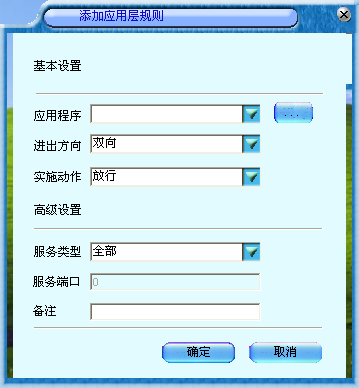 添加应用层规则
基本设置
应用程序 ...
进出方向 双向
实施动作 放行
高级设置
服务类型 全部
服务端口 0
备注
确定 取消